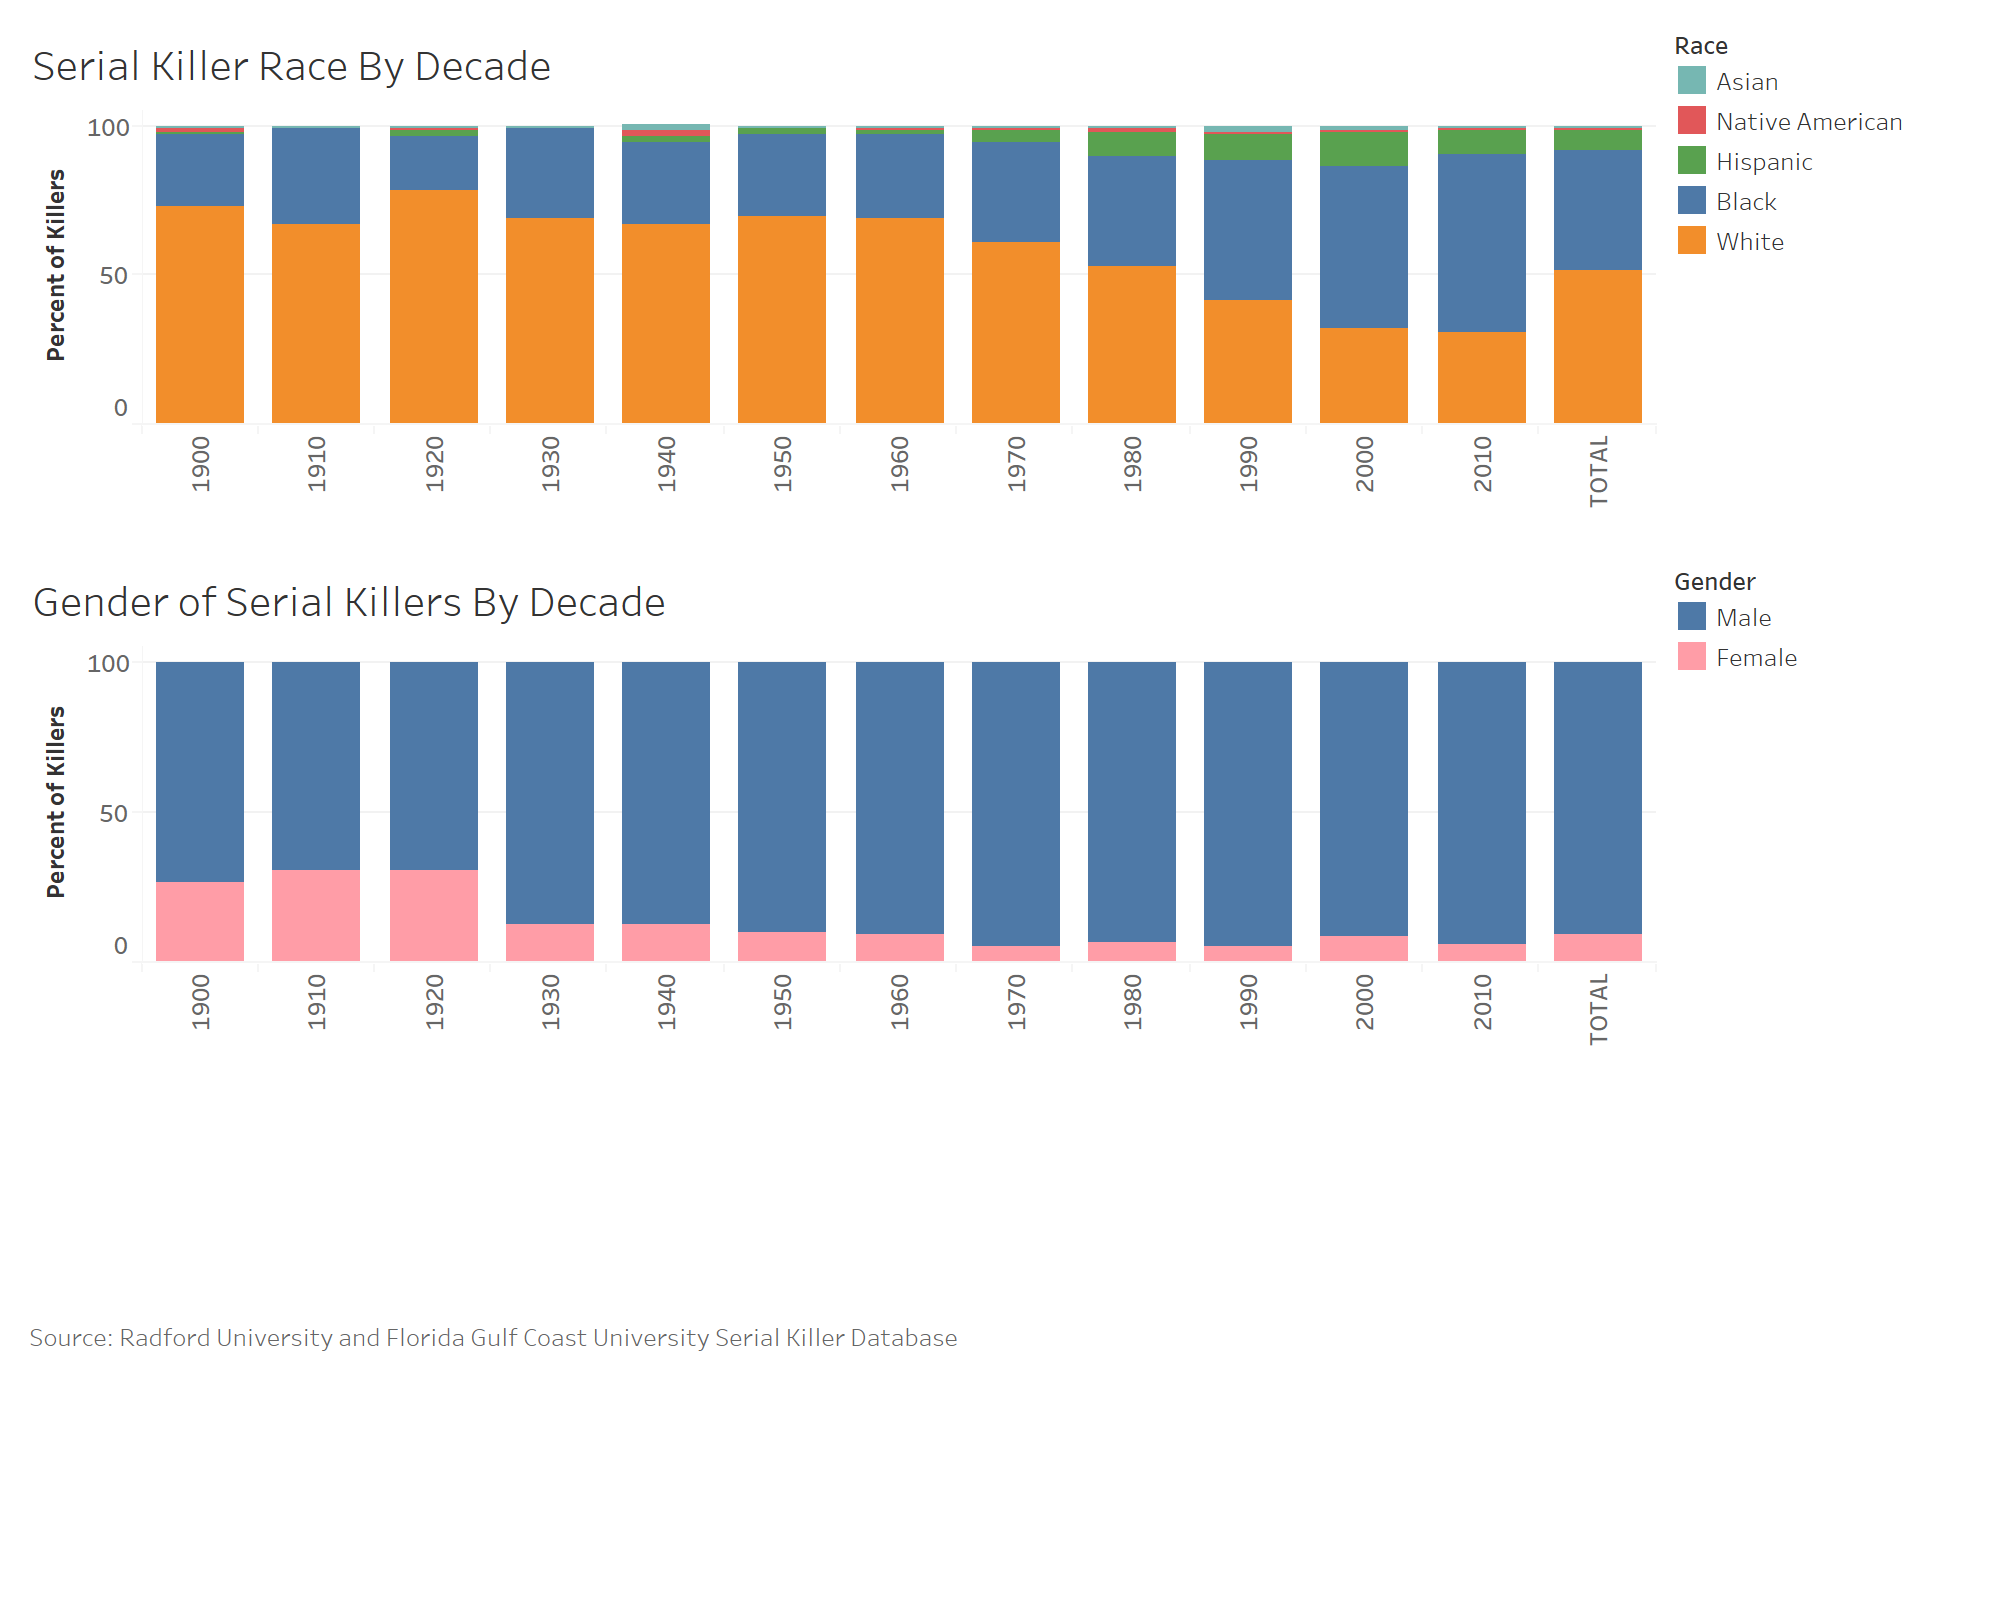 Serial Killer Race By Decade
Race
Asian
Native American
Hispanic
Black
White
Percent of Killers
100
50
0
1900
1910
1920
1930
1940
1950
1960
1970
1980
1990
2000
2010
TOTAL
Gender of Serial Killers By Decade
Gender
Male
Female
Percent of Killers
100
50
0
1900
1910
1920
1930
1940
1950
1960
1970
1980
1990
2000
2010
TOTAL
Source: Radford University and Florida Gulf Coast University Serial Killer Database